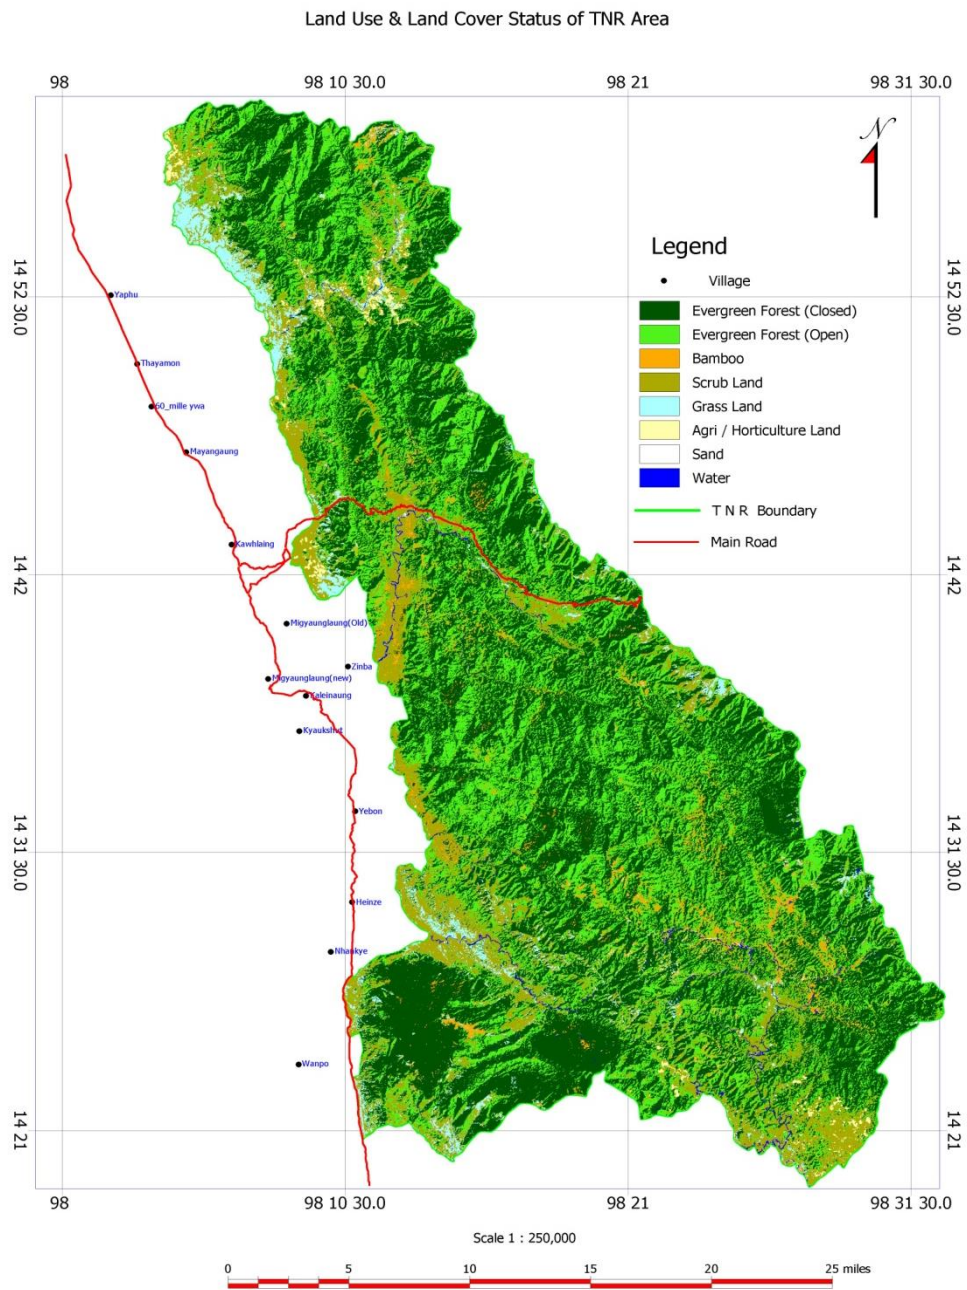 Land Use & Land Cover Status of TNR Area
98 98 10 30.0 98 21 98 31 30.0
N
Legend
Village
Evergreen Forest (Closed)
Evergreen Forest (Open)
Bamboo
Scrub Land
Grass Land
Agri / Horticulture Land
Sand
Water
T N R Boundary
Main Road
14 52 30.0 14 52 30.0
Yaphu
Thayamon
60_mille ywa
Mayangaung
Kawhlaing
14 42 14 42
Migyaunglaung(Old)
Zinba
Migyaunglaung(new)
Kaleinaung
Kyaukshut
Yebon
14 31 30.0 14 31 30.0
Heinze
Nhankye
Wanpo
14 21 14 21
98 98 10 30.0 98 21 98 31 30.0
Scale 1 : 250,000
0 5 10 15 20 25 miles